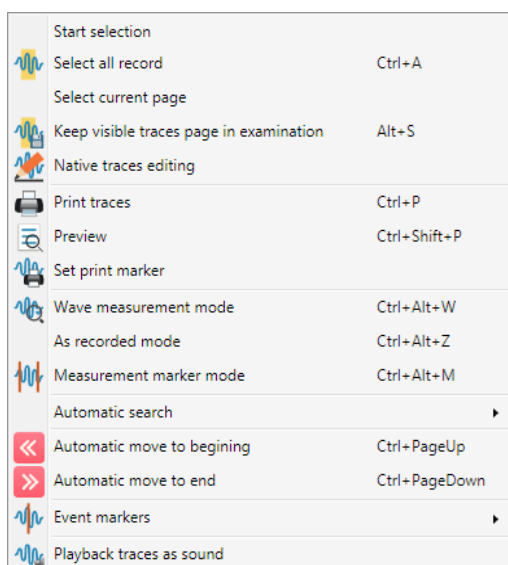 Start selection
Select all record Ctrl+A
Select current page
Keep visible traces page in examination Alt+S
Native traces editing
Print traces Ctrl+P
Preview Ctrl+Shift+P
Set print marker
Wave measurement mode Ctrl+Alt+W
As recorded mode Ctrl+Alt+Z
Measurement marker mode Ctrl+Alt+M
Automatic search
Automatic move to begining Ctrl+PageUp
Automatic move to end Ctrl+PageDown
Event markers
Playback traces as sound